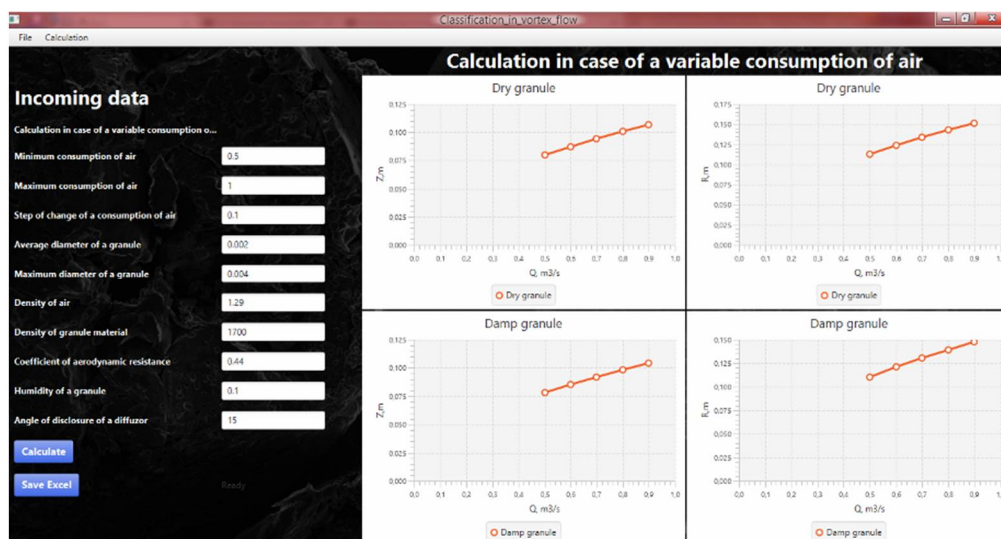 Classification_in_vortex_flow
File Calculation
Calculation in case of a variable consumption of air
Incoming data
Calculation in case of a variable consumption o...
Minimum consumption of air 0.5
Maximum consumption of air 1
Step of change of a consumption of air 0.1
Average diameter of a granule 0.002
Maximum diameter of a granule 0.004
Density of air 1.29
Density of granule material 1700
Coefficient of aerodynamic resistance 0.44
Humidity of a granule 0.1
Angle of disclosure of a diffuzor 15
Calculate
Save Excel
Ready
Dry granule
0,125
0,100
0,075
0,050
0,025
0,000
Z,m
0,0 0,1 0,2 0,3 0,4 0,5 0,6 0,7 0,8 0,9 1,0
Q, m3/s
Dry granule
Dry granule
0,175
0,150
0,125
0,100
0,075
0,050
0,025
0,000
R,m
0,0 0,1 0,2 0,3 0,4 0,5 0,6 0,7 0,8 0,9 1,0
Q, m3/s
Dry granule
Damp granule
0,125
0,100
0,075
0,050
0,025
0,000
Z,m
0,0 0,1 0,2 0,3 0,4 0,5 0,6 0,7 0,8 0,9 1,0
Q, m3/s
Damp granule
Damp granule
0,150
0,125
0,100
0,075
0,050
0,025
0,000
R,m
0,0 0,1 0,2 0,3 0,4 0,5 0,6 0,7 0,8 0,9 1,0
Q, m3/s
Damp granule